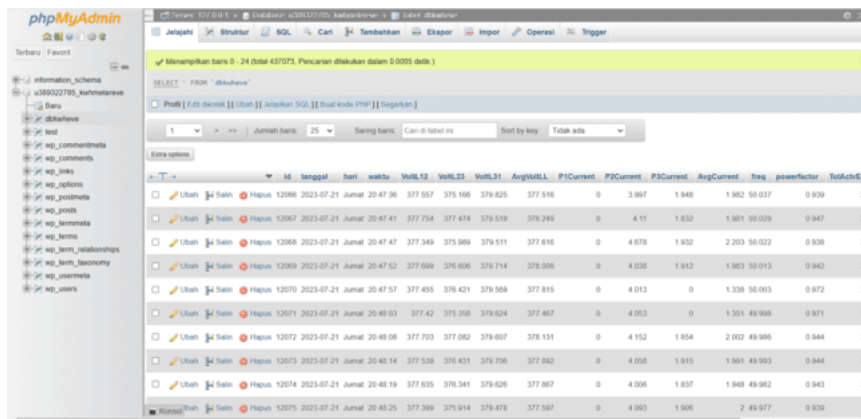 phpMyAdmin
Terbaru Favorit
information_schema
u389322785_kwhmetereve
Baru
dbkwheve
test
wp_commentmeta
wp_comments
wp_links
wp_options
wp_postmeta
wp_posts
wp_termmeta
wp_terms
wp_term_relationships
wp_term_taxonomy
wp_usermeta
wp_users
Server: 127.0.0.1 » Database: u389322785_kwhmetereve » Tabel: dbkwheve
Jelajahi Struktur SQL Cari Tambahkan Ekspor Impor Operasi Trigger
Menampilkan baris 0 - 24 (total 437073, Pencarian dilakukan dalam 0.0005 detik.)
SELECT * FROM `dbkwheve`
Profil [ Edit dikotak ] [ Ubah ] [ Jelaskan SQL ] [ Buat kode PHP ] [ Segarkan ]
1 > >> Jumlah baris: 25 Saring baris: Cari di tabel ini Sort by key: Tidak ada
Extra options
id tanggal hari waktu VoltL12 VoltL23 VoltL31 AvgVoltLL P1Current P2Current P3Current AvgCurrent freq powerfactor TotActvE
Ubah Salin Hapus 12066 2023-07-21 Jumat 20:47:36 377.557 375.166 379.825 377.516 0 3.997 1.948 1.982 50.037 0.939
Ubah Salin Hapus 12067 2023-07-21 Jumat 20:47:41 377.754 377.474 379.519 378.249 0 4.11 1.832 1.981 50.029 0.947
Ubah Salin Hapus 12068 2023-07-21 Jumat 20:47:47 377.349 375.989 379.511 377.616 0 4.678 1.932 2.203 50.022 0.938
Ubah Salin Hapus 12069 2023-07-21 Jumat 20:47:52 377.699 376.606 379.714 378.006 0 4.038 1.912 1.983 50.013 0.942
Ubah Salin Hapus 12070 2023-07-21 Jumat 20:47:57 377.455 376.421 379.569 377.815 0 4.013 0 1.338 50.003 0.972
Ubah Salin Hapus 12071 2023-07-21 Jumat 20:48:03 377.42 375.358 379.624 377.467 0 4.053 0 1.351 49.998 0.971
Ubah Salin Hapus 12072 2023-07-21 Jumat 20:48:08 377.703 377.082 379.607 378.131 0 4.152 1.854 2.002 49.986 0.944
Ubah Salin Hapus 12073 2023-07-21 Jumat 20:48:14 377.539 376.431 379.706 377.892 0 4.058 1.915 1.991 49.993 0.944
Ubah Salin Hapus 12074 2023-07-21 Jumat 20:48:19 377.635 376.341 379.626 377.867 0 4.006 1.837 1.948 49.982 0.943
Konsol Ubah Salin Hapus 12075 2023-07-21 Jumat 20:48:25 377.399 375.914 379.478 377.597 0 4.093 1.906 2 49.977 0.939